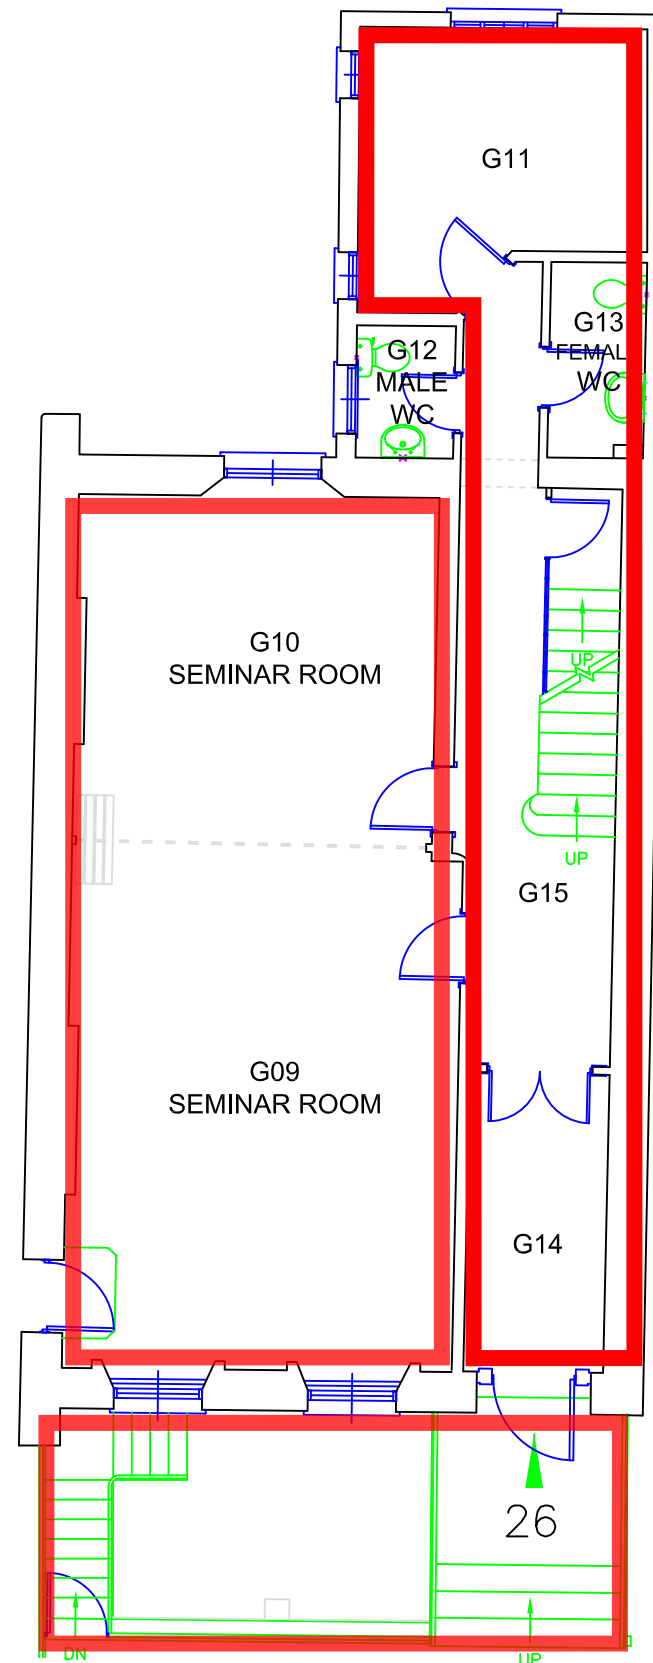 G11
G13
FEMAL
WC
G12
MALE
WC
G10
SEMINAR ROOM
UP
UP
G15
G09
SEMINAR ROOM
G14
26
DN
UP